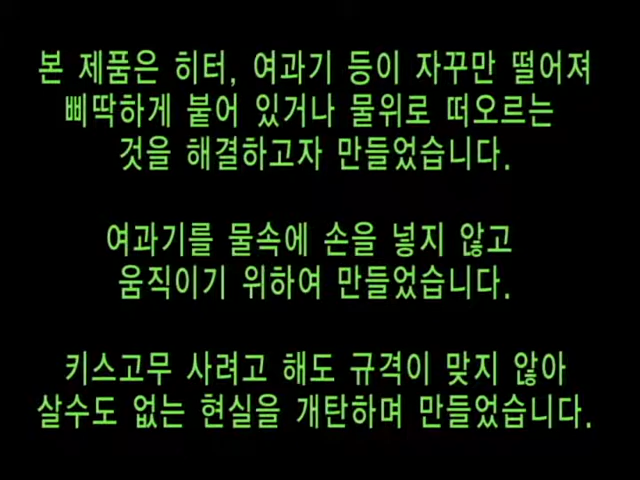 본 제품은 히터, 여과기 등이 자꾸만 떨어져
삐딱하게 붙어 있거나 물위로 떠오르는
것을 해결하고자 만들었습니다.
여과기를 물속에 손을 넣지 않고
움직이기 위하여 만들었습니다.
키스고무 사려고 해도 규격이 맞지 않아
살수도 없는 현실을 개탄하며 만들었습니다.